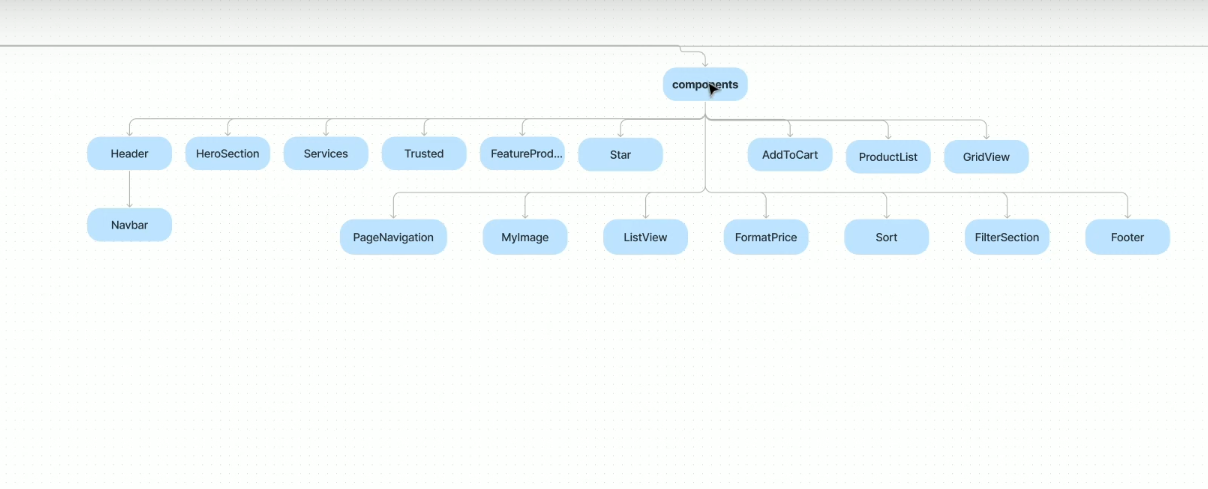 components
Header
HeroSection
Services
Trusted
FeatureProd...
Star
AddToCart
ProductList
GridView
Navbar
PageNavigation
MyImage
ListView
FormatPrice
Sort
FilterSection
Footer